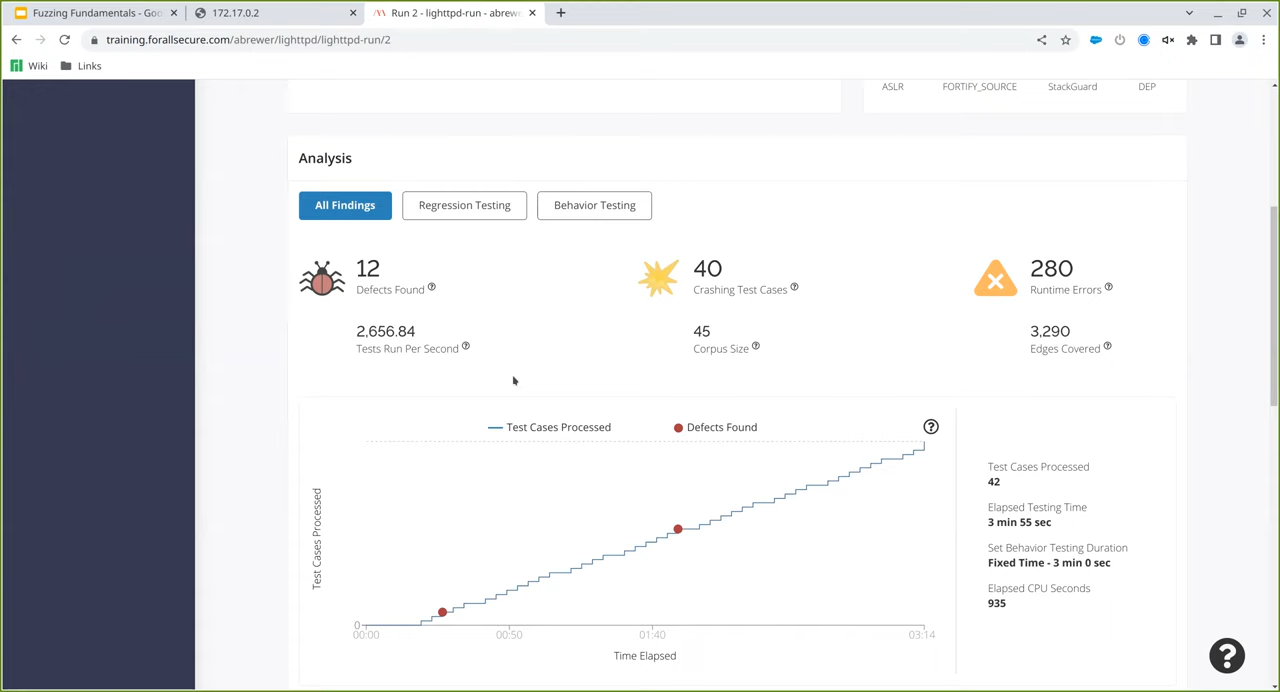 Fuzzing Fundamentals - Goo
172.17.0.2
Run 2 - lighttpd-run - abrewe
training.forallsecure.com/abrewer/lighttpd/lighttpd-run/2
Wiki
Links
ASLR
FORTIFY_SOURCE
StackGuard
DEP
Analysis
All Findings
Regression Testing
Behavior Testing
12
Defects Found
40
Crashing Test Cases
280
Runtime Errors
2,656.84
Tests Run Per Second
45
Corpus Size
3,290
Edges Covered
Test Cases Processed
Defects Found
Test Cases Processed
0
00:00
00:50
01:40
03:14
Time Elapsed
Test Cases Processed
42
Elapsed Testing Time
3 min 55 sec
Set Behavior Testing Duration
Fixed Time - 3 min 0 sec
Elapsed CPU Seconds
935